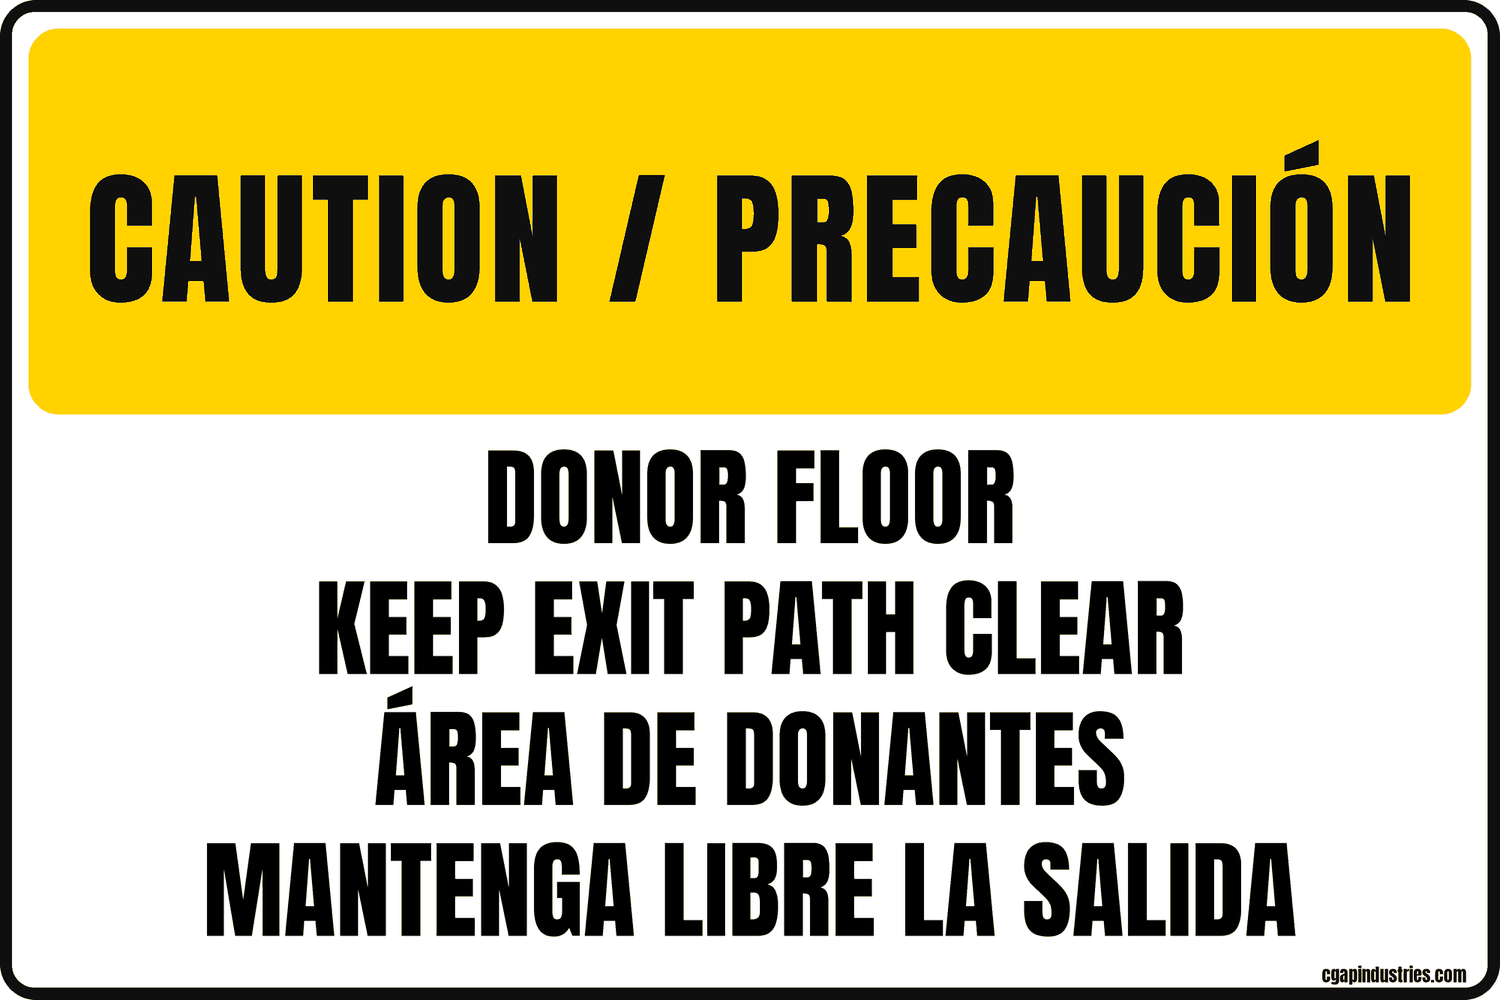 CAUTION / PRECAUCIÓN
DONOR FLOOR
KEEP EXIT PATH CLEAR
ÁREA DE DONANTES
MANTENGA LIBRE LA SALIDA
cgapindustries.com